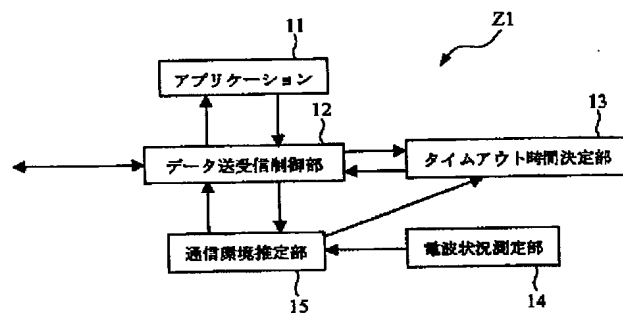 Z1
11
アプリケーション
12
データ送受信制御部
13
タイムアウト時間決定部
通信環境推定部
15
電波状況測定部
14